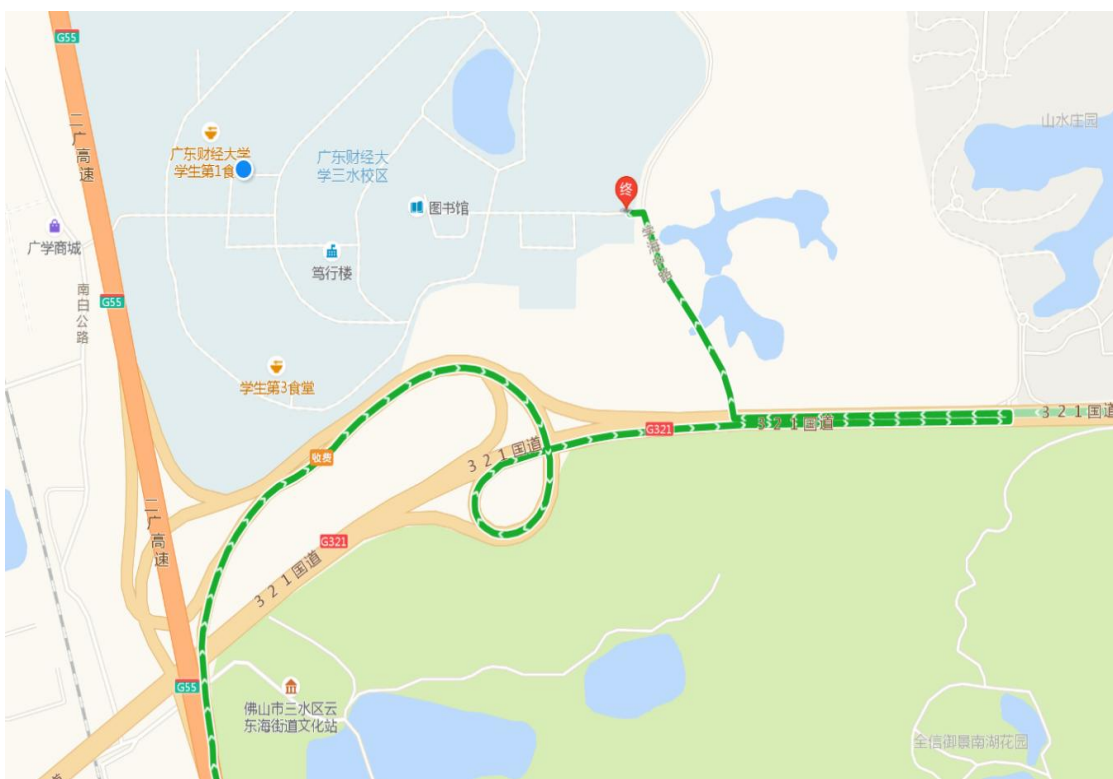 G55
二广高速
广东财经大学
学生第1食
广东财经大
学三水校区
山水庄园
终
图书馆
广学商城
笃行楼
学海中路
南白公路
G55
学生第3食堂
321国道
321国道
G321
321国道
收费
二广高速
G321
321国道
G55
佛山市三水区云
东海街道文化站
全信御景南湖花园
国道